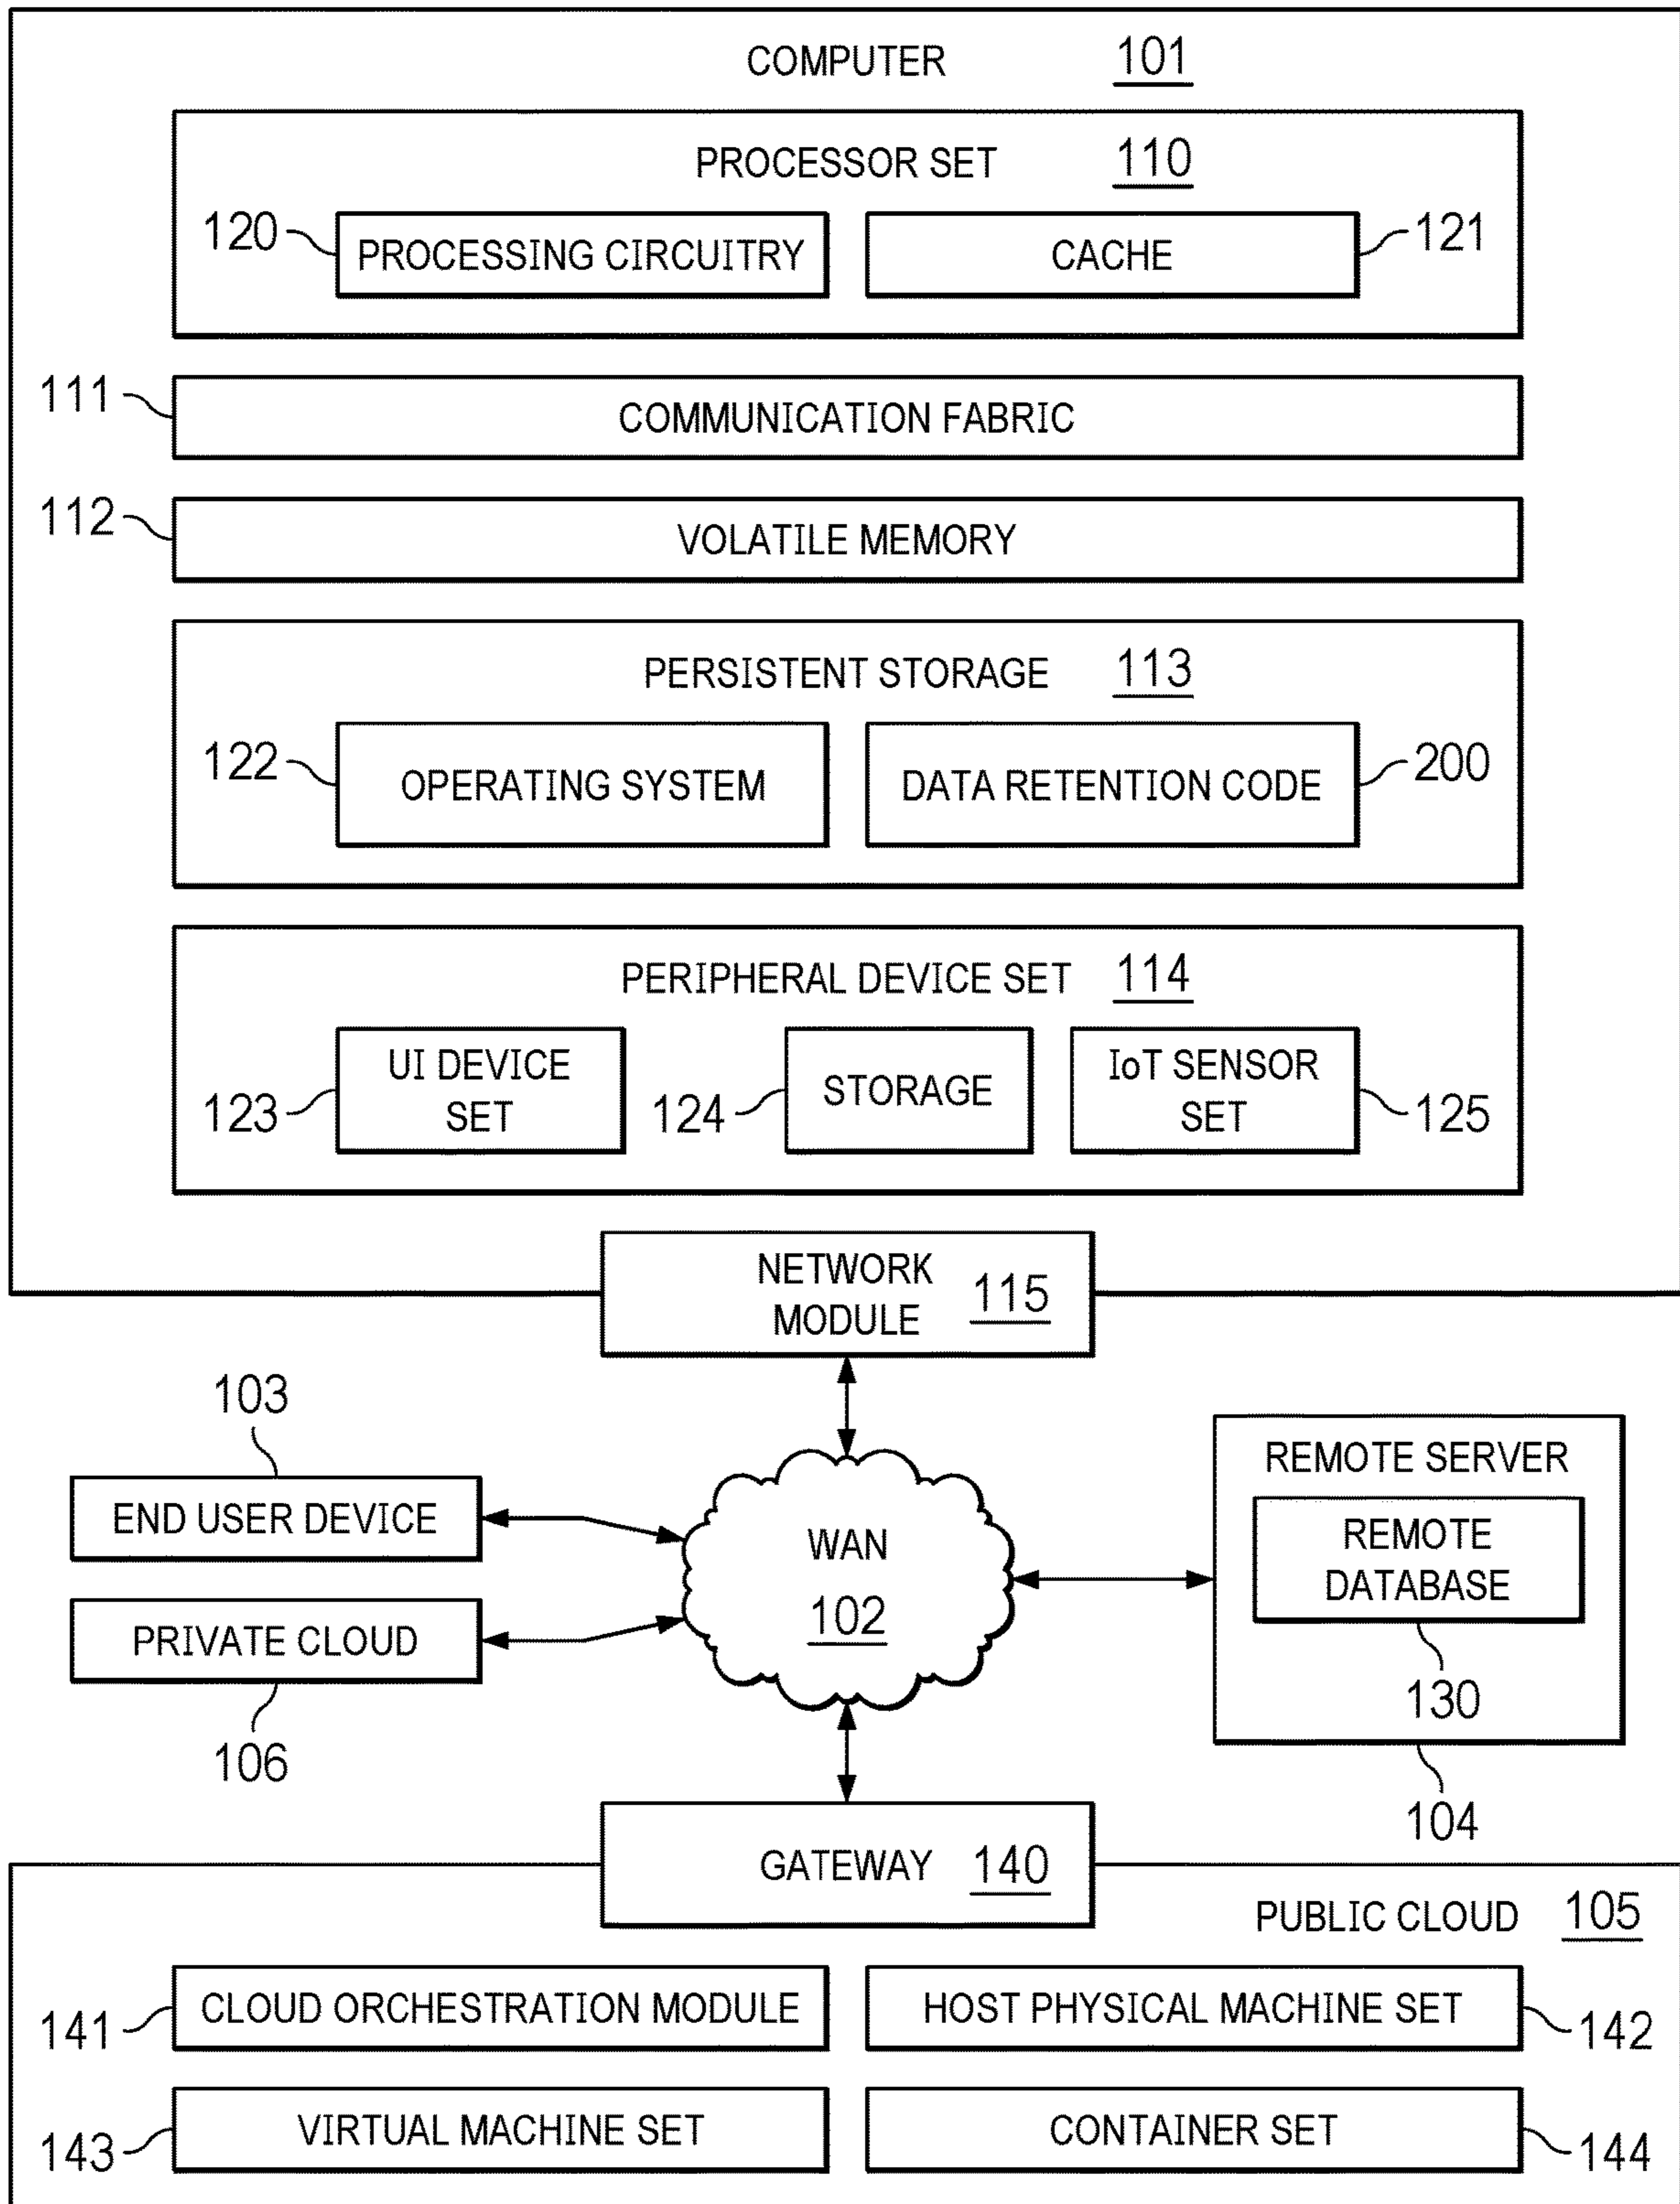 COMPUTER 101
PROCESSOR SET 110
120 PROCESSING CIRCUITRY CACHE 121
111 COMMUNICATION FABRIC
112 VOLATILE MEMORY
PERSISTENT STORAGE 113
122 OPERATING SYSTEM DATA RETENTION CODE 200
PERIPHERAL DEVICE SET 114
123 UI DEVICE
SET
124 STORAGE
IoT SENSOR
SET 125
NETWORK
MODULE 115
103
END USER DEVICE
PRIVATE CLOUD
106
WAN
102
REMOTE SERVER
REMOTE
DATABASE
130
104
GATEWAY 140
PUBLIC CLOUD 105
141 CLOUD ORCHESTRATION MODULE HOST PHYSICAL MACHINE SET 142
143 VIRTUAL MACHINE SET CONTAINER SET 144